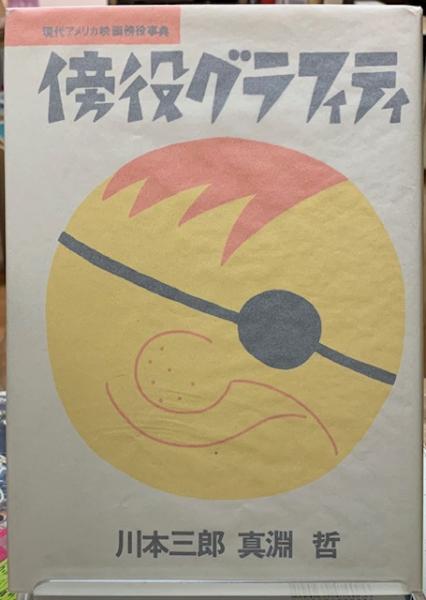 現代アメリカ映画傍役事典
傍役グラフィティ
川本三郎 真淵 哲